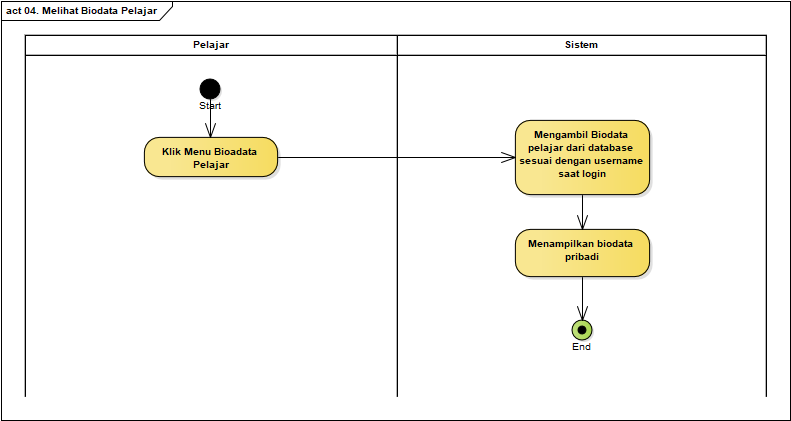 act 04. Melihat Biodata Pelajar
Pelajar
Sistem
Start
Klik Menu Bioadata
Pelajar
Mengambil Biodata
pelajar dari database
sesuai dengan username
saat login
Menampilkan biodata
pribadi
End